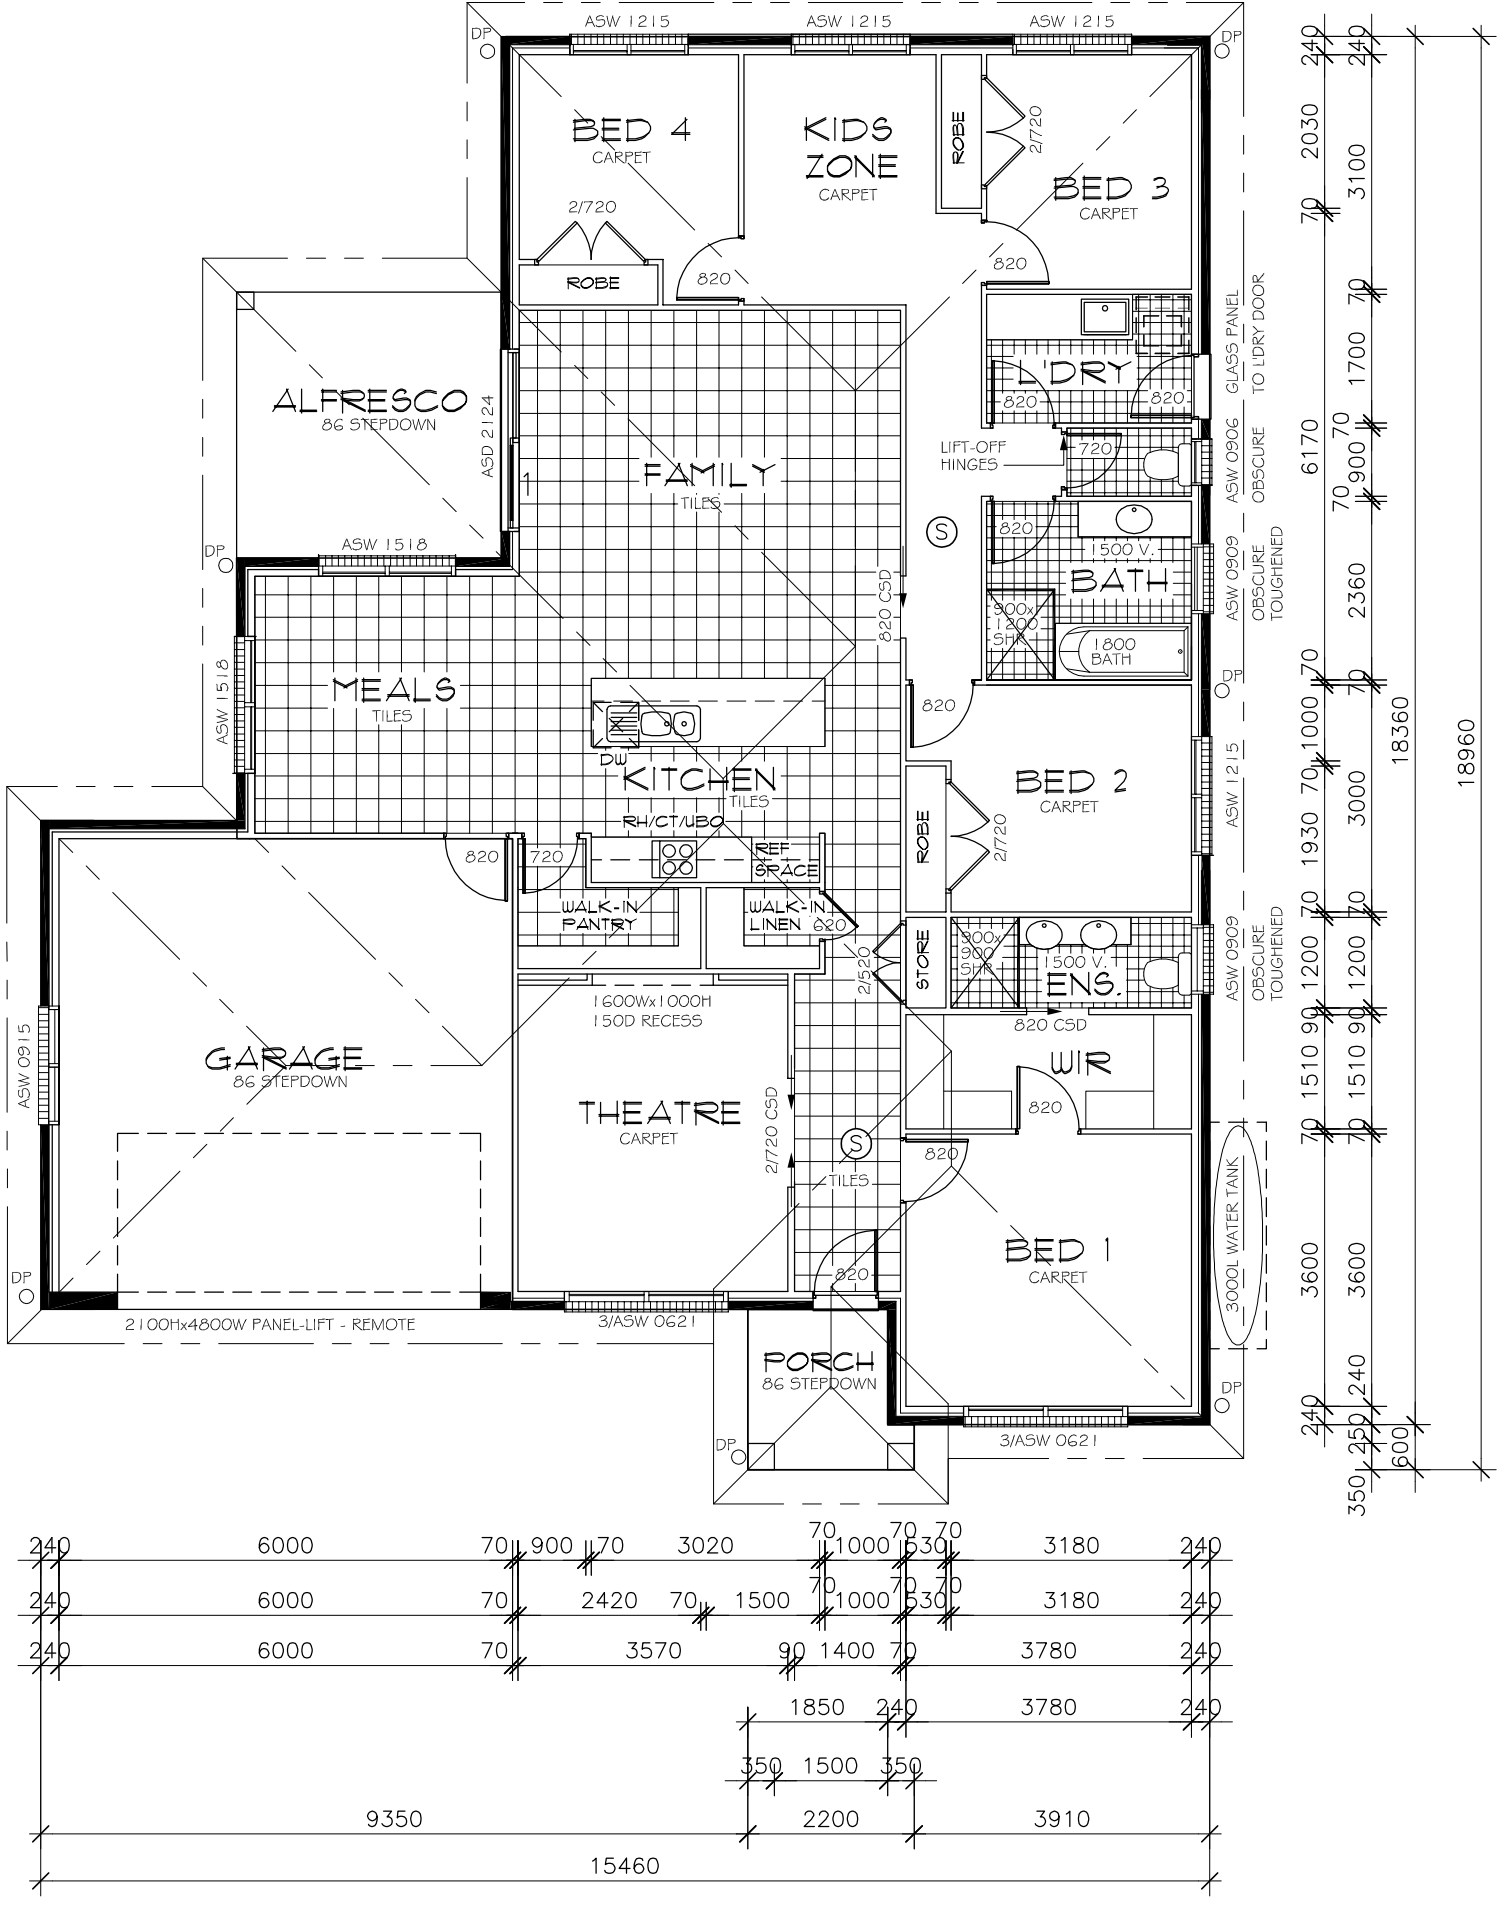 ASW 1215
ASW 1215
ASW 1215
DP
DP
BED 4
CARPET
2/720
ROBE
820
KIDS
ZONE
CARPET
ROBE
2/720
BED 3
CARPET
820
ALFRESCO
86 STEPDOWN
ASD 2124
1
FAMILY
TILES
L'DRY
820
820
GLASS PANEL
TO L'DRY DOOR
LIFT-OFF
HINGES
720
ASW 0906
OBSCURE
DP
ASW 1518
S
820
1500 V.
BATH
ASW 0909
OBSCURE
TOUGHENED
820 CSD
900x
1200
SHR
1800
BATH
ASW 1518
MEALS
TILES
DP
820
DW
KITCHEN
TILES
BED 2
CARPET
ASW 1215
RH/CT/UBO
ROBE
2/720
820
720
REF
SPACE
WALK-IN
PANTRY
WALK-IN
LINEN
620
2/520
STORE
900x
900
SHR
1500 V.
ENS.
ASW 0909
OBSCURE
TOUGHENED
1600Wx1000H
150D RECESS
820 CSD
ASW 0915
GARAGE
86 STEPDOWN
WIR
820
THEATRE
CARPET
2/720 CSD
S
TILES
820
3000L WATER TANK
BED 1
CARPET
820
DP
2100Hx4800W PANEL-LIFT - REMOTE
3/ASW 0621
PORCH
86 STEPDOWN
DP
DP
3/ASW 0621
240
2030
70
6170
70
1000
70
1930
70
1200
90
1510
70
3600
240
240
3100
70
1700
70
900
70
2360
70
3000
70
1200
90
1510
70
3600
240
250
350
18360
600
18960
240 6000 70 900 70 3020 70 1000 70 530 70 3180 240
240 6000 70 2420 70 1500 70 1000 70 530 70 3180 240
240 6000 70 3570 90 1400 70 3780 240
1850 240 3780 240
350 1500 350
9350 2200 3910
15460